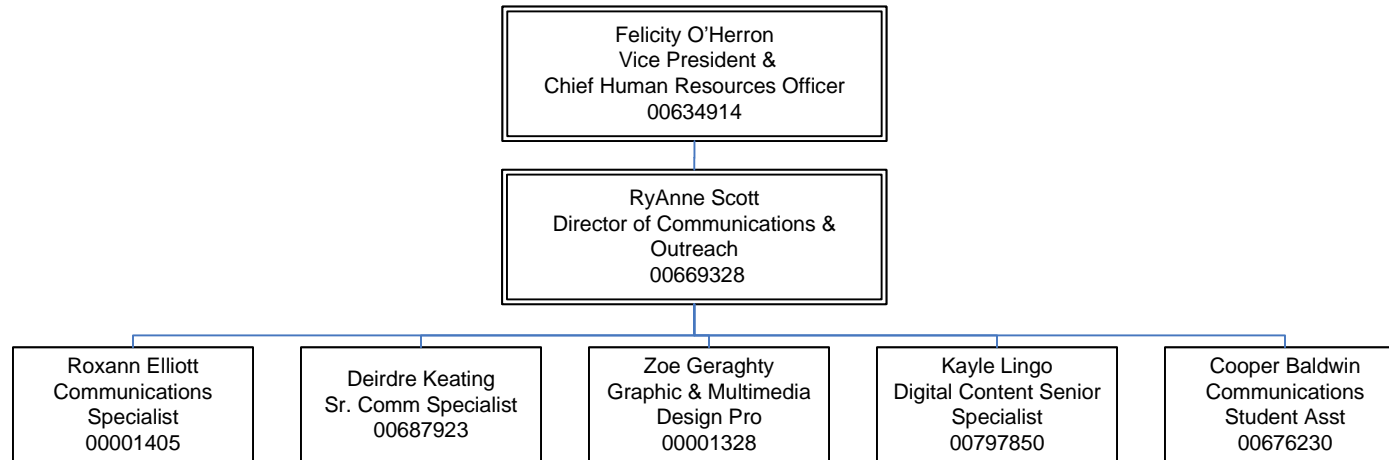 Felicity O’Herron
Vice President &
Chief Human Resources Officer
00634914
RyAnne Scott
Director of Communications &
Outreach
00669328
Roxann Elliott
Communications
Specialist
00001405
Deirdre Keating
Sr. Comm Specialist
00687923
Zoe Geraghty
Graphic & Multimedia
Design Pro
00001328
Kayle Lingo
Digital Content Senior
Specialist
00797850
Cooper Baldwin
Communications
Student Asst
00676230